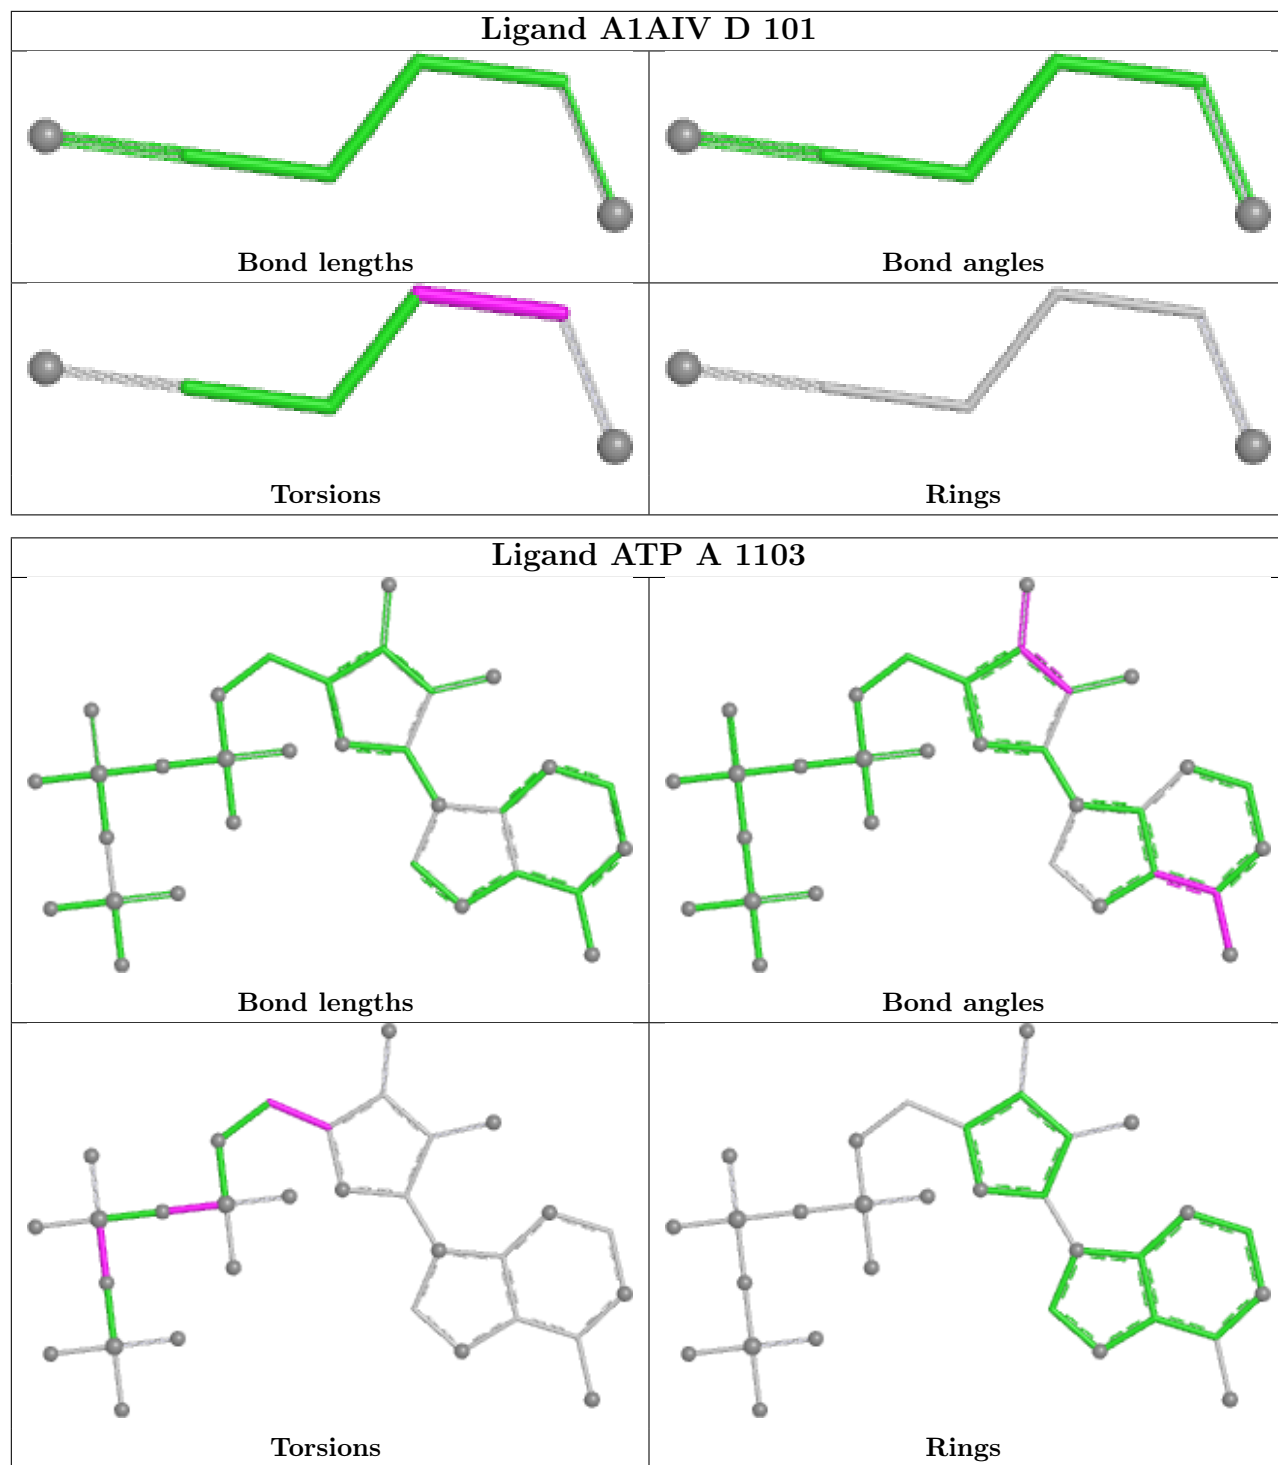 Ligand A1AIV D 101
Bond lengths
Bond angles
Torsions
Rings
Ligand ATP A 1103
Bond lengths
Bond angles
Torsions
Rings